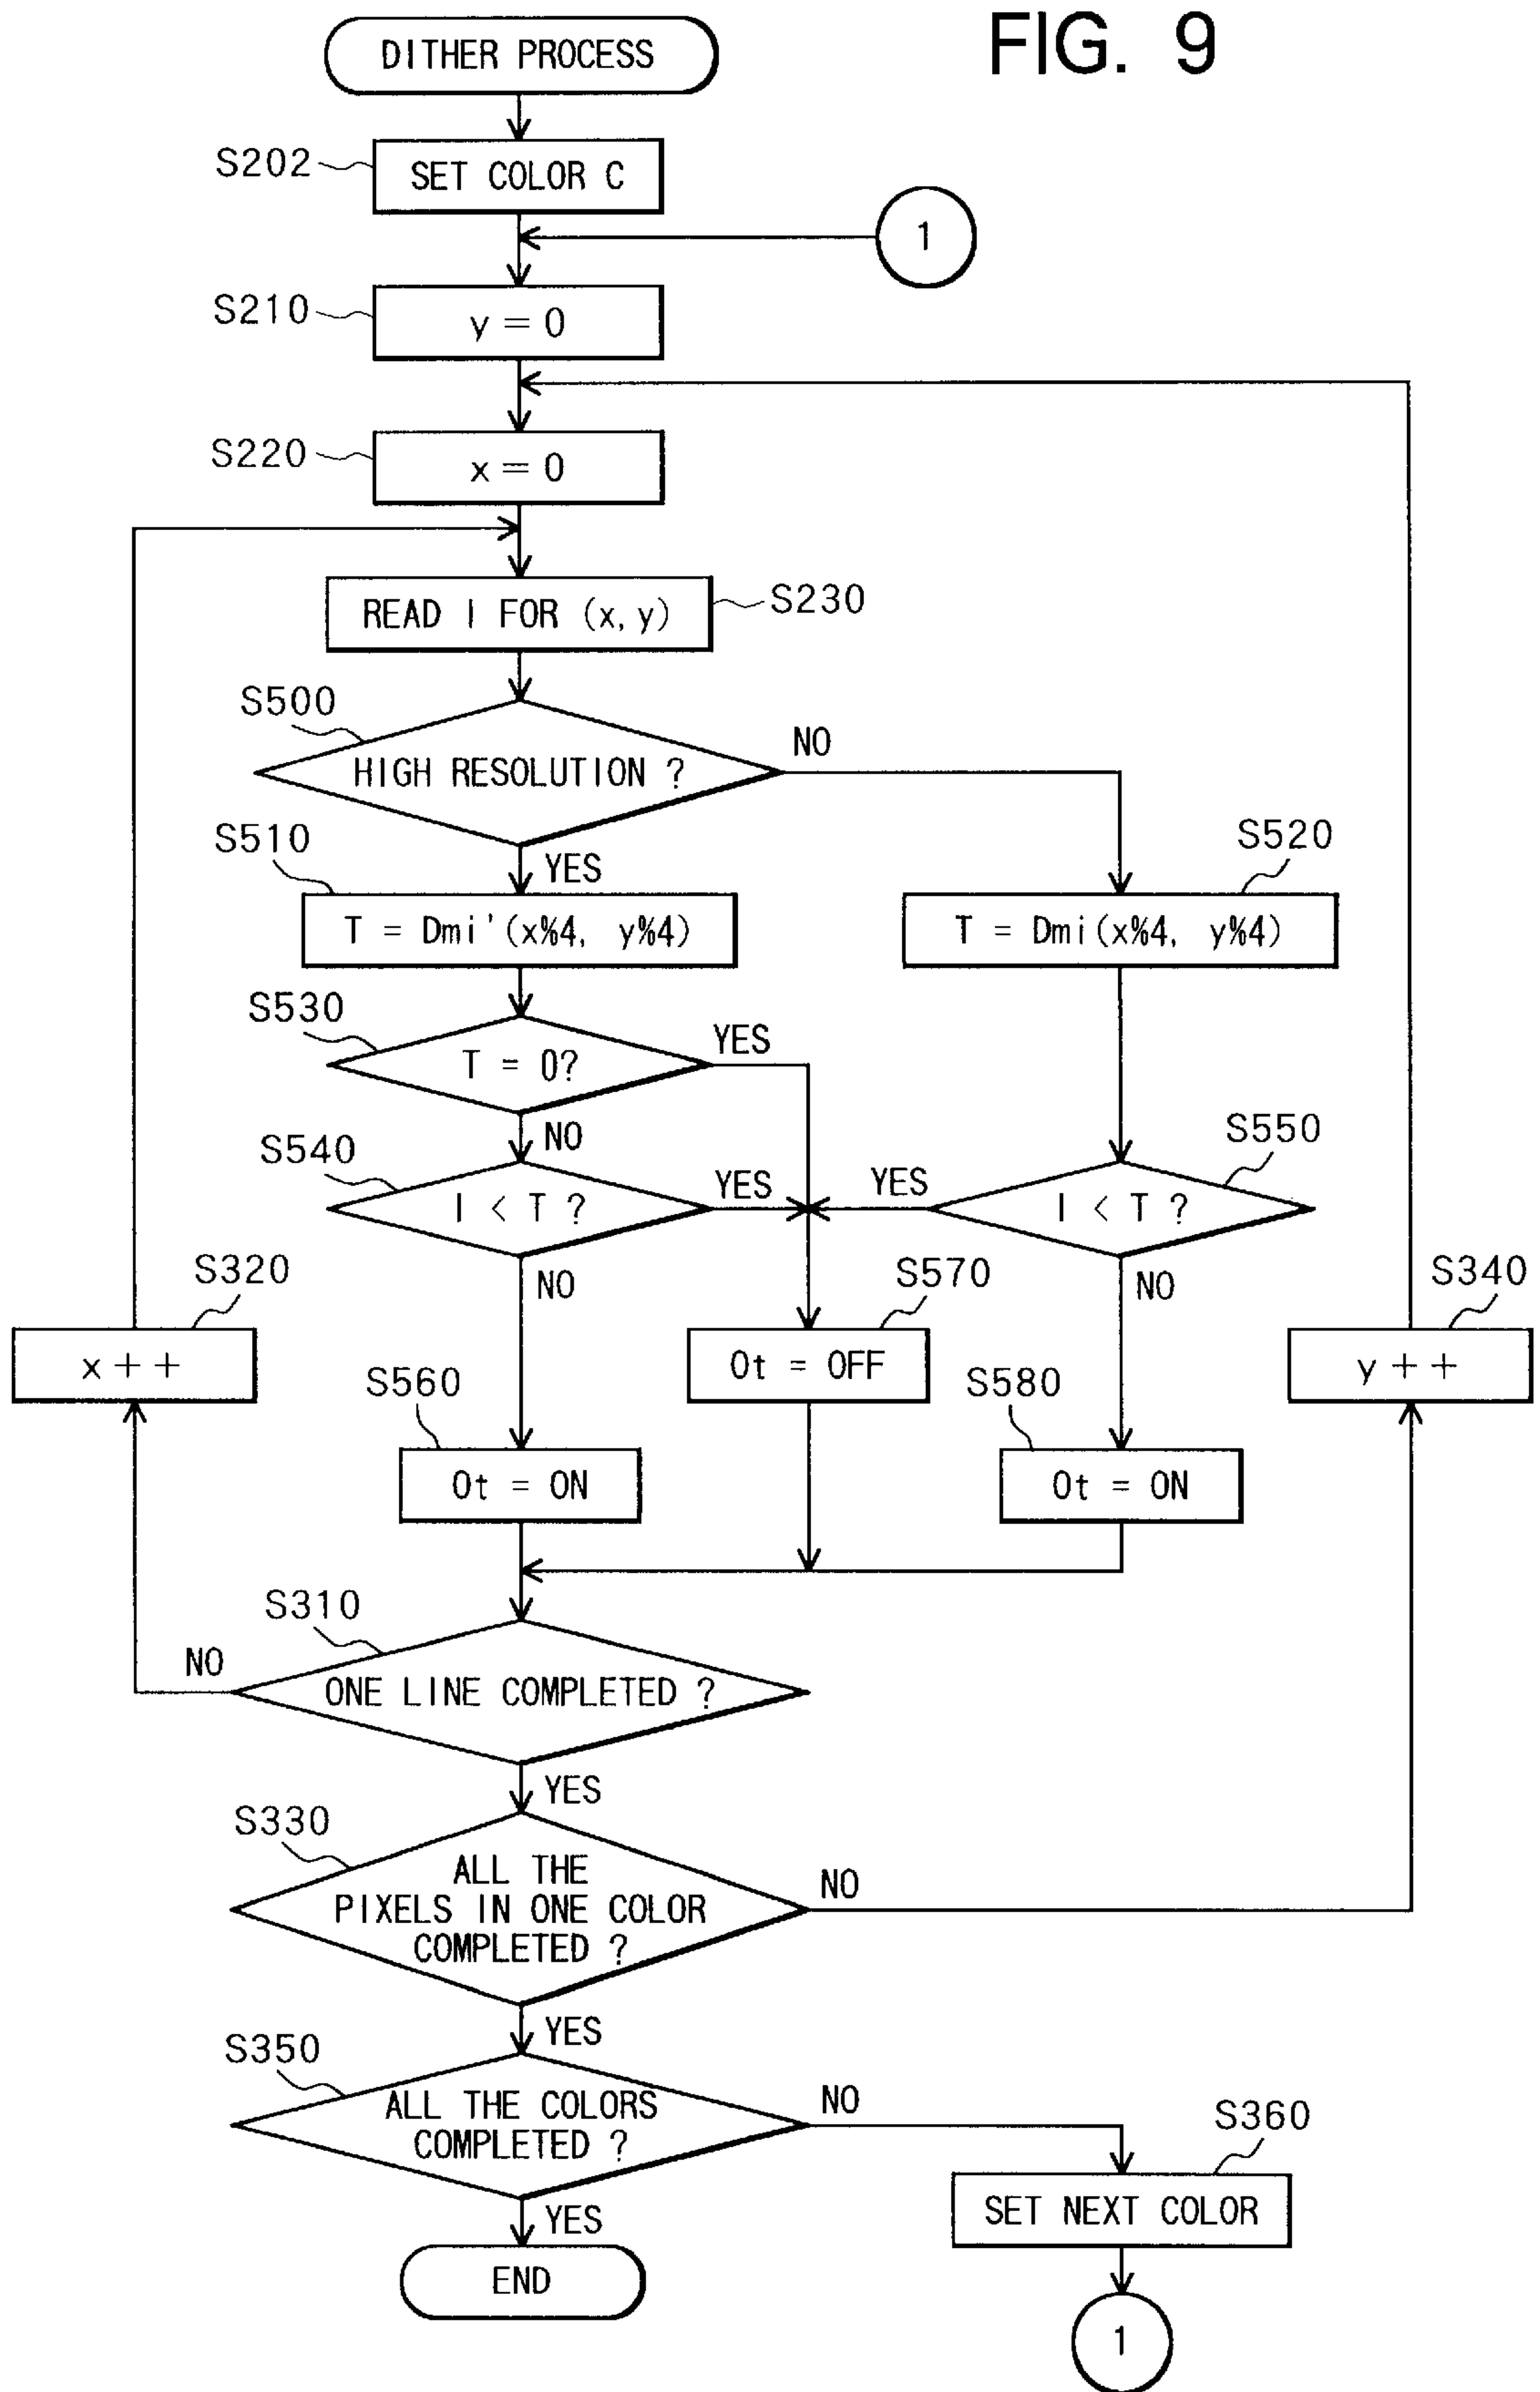 FIG. 9
DITHER PROCESS
S202
SET COLOR C
1
S210
y = 0
S220
x = 0
READ I FOR (x, y)
S230
S500
HIGH RESOLUTION ?
NO
YES
S510
T = Dmi'(x%4, y%4)
S520
T = Dmi(x%4, y%4)
S530
T = 0?
YES
NO
S540
I < T ?
YES
NO
S550
I < T ?
YES
NO
S320
x + +
S570
Ot = OFF
S340
y + +
S560
Ot = ON
S580
Ot = ON
S310
ONE LINE COMPLETED ?
NO
YES
S330
ALL THE
PIXELS IN ONE COLOR
COMPLETED ?
NO
YES
S350
ALL THE COLORS
COMPLETED ?
NO
YES
S360
SET NEXT COLOR
END
1